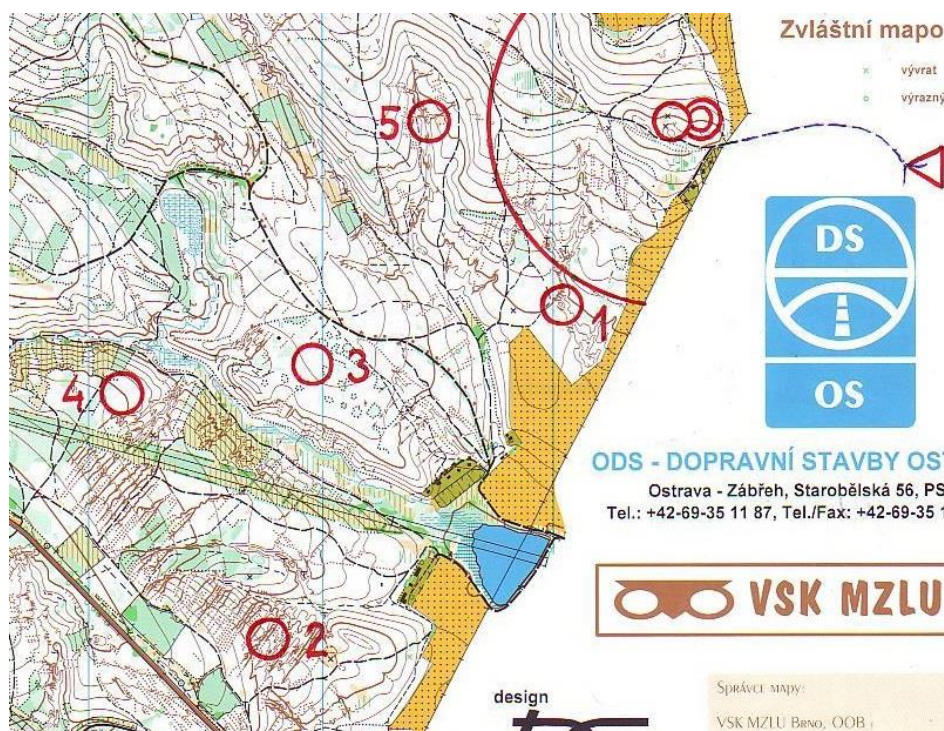 Zvláštní mapo
vývrat
výrazný
5
1
3
4
2
DS
OS
ODS - DOPRAVNÍ STAVBY OS
Ostrava - Zábřeh, Starobělská 56, PS
Tel.: +42-69-35 11 87, Tel./Fax: +42-69-35 1
VSK MZLU
design
SPRÁVCE MAPY:
VSK MZLU BRNO, OOB